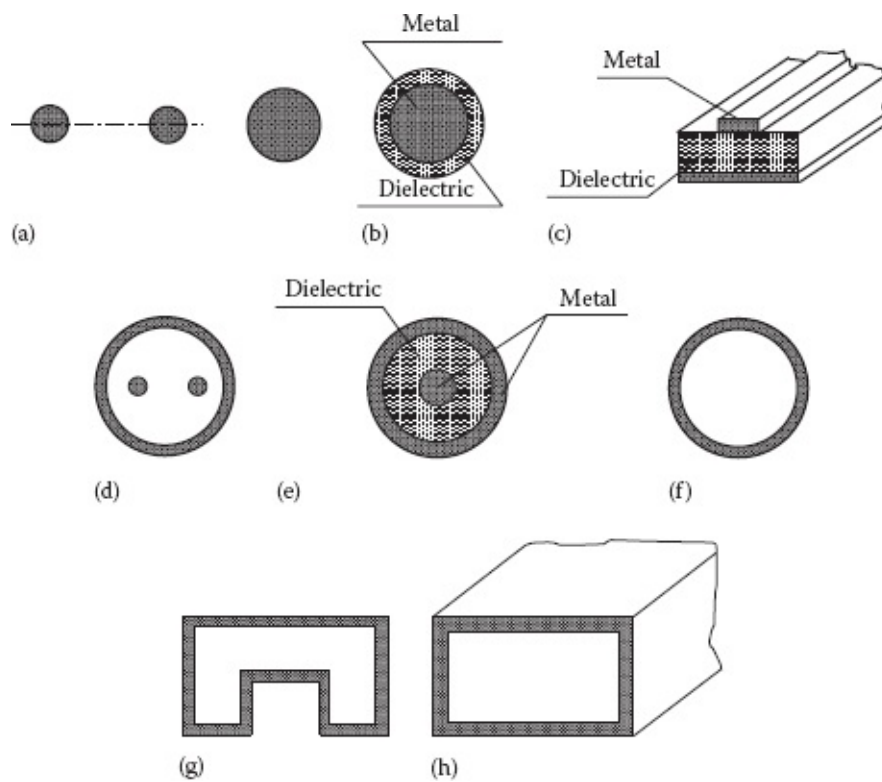 Metal
Metal
Dielectric
Dielectric
(a)
(b)
(c)
Dielectric
Metal
(d)
(e)
(f)
(g)
(h)